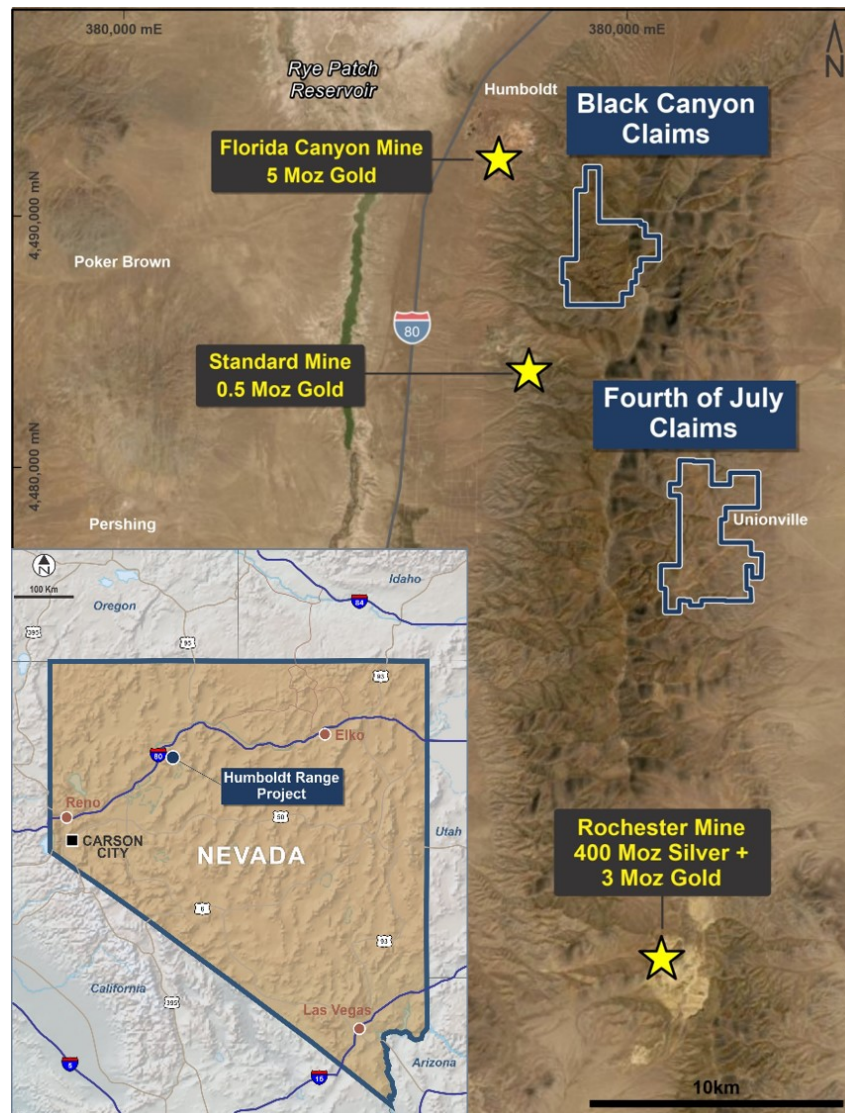 380,000 mE
380,000 mE
N
Rye Patch
Reservoir
Humboldt
Black Canyon
Claims
Florida Canyon Mine
5 Moz Gold
4,490,000 mN
Poker Brown
80
Standard Mine
0.5 Moz Gold
Fourth of July
Claims
4,480,000 mN
Pershing
Unionville
N
100 Km
Oregon
Idaho
84
395
95
93
Elko
80
Humboldt Range
Project
Reno
50
Utah
CARSON
CITY
NEVADA
6
93
California
395
Las Vegas
5
15
Arizona
Rochester Mine
400 Moz Silver +
3 Moz Gold
10km